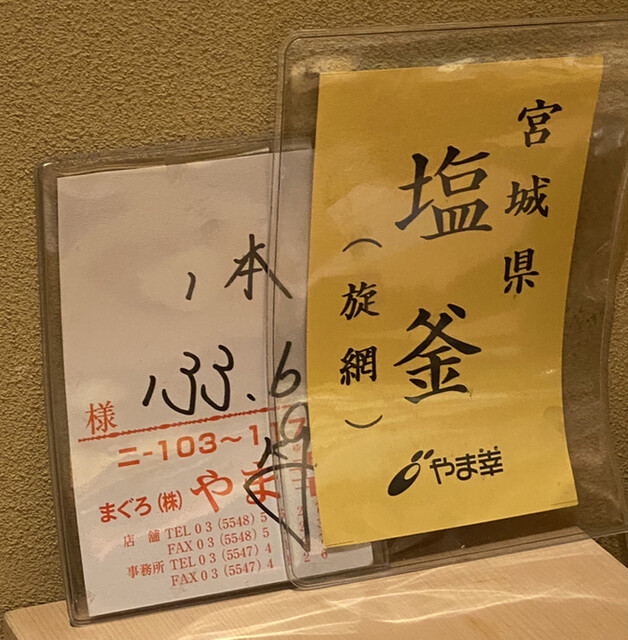 宮城県
塩釜
（旋網）
やま幸
1本
133.6
様
ニ-103～11
まぐろ(株) やま
店舗 TEL 03 (5548) 5
FAX 03 (5548) 5
事務所 TEL 03 (5547) 4
FAX 03 (5547) 4